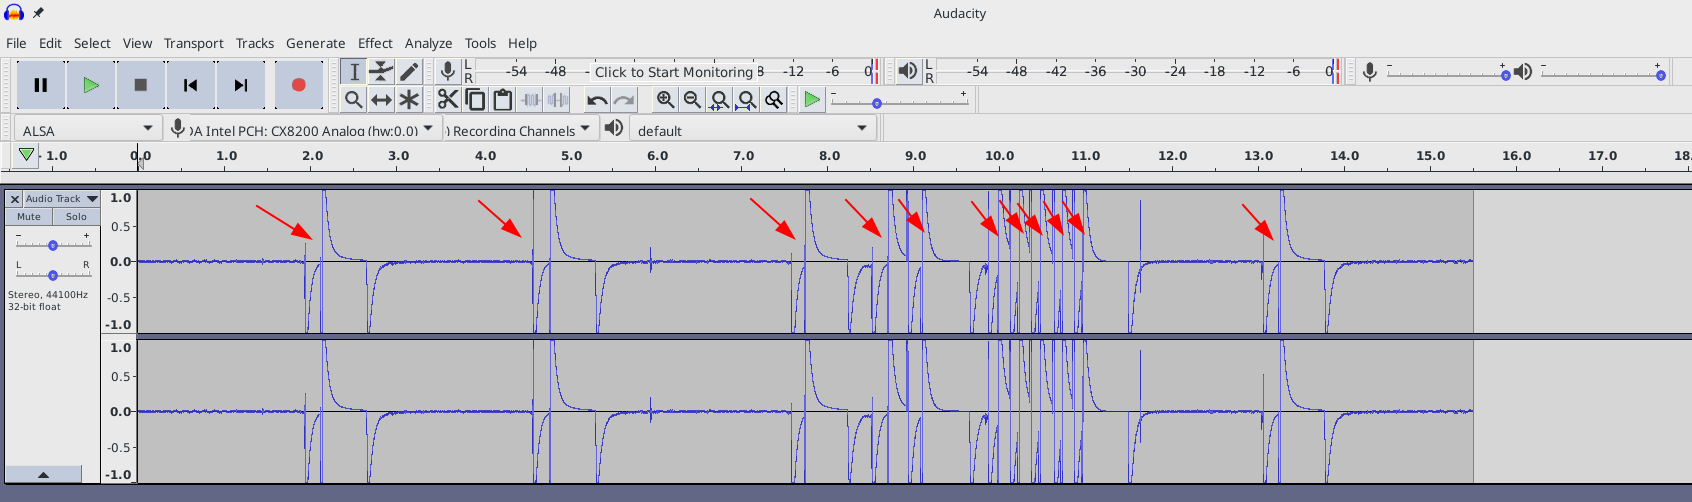 Audacity
File Edit Select View Transport Tracks Generate Effect Analyze Tools Help
L R -54 -48 Click to Start Monitoring 8 -12 -6 0 L R -54 -48 -42 -36 -30 -24 -18 -12 -6 0
- + - +
- +
ALSA DA Intel PCH: CX8200 Analog (hw:0.0) ) Recording Channels default
- 1.0 0.0 1.0 2.0 3.0 4.0 5.0 6.0 7.0 8.0 9.0 10.0 11.0 12.0 13.0 14.0 15.0 16.0 17.0 18.
× Audio Track 1.0
Mute Solo
- + 0.5
L R 0.0
Stereo, 44100Hz -0.5
32-bit float
-1.0
1.0
0.5
0.0
-0.5
-1.0